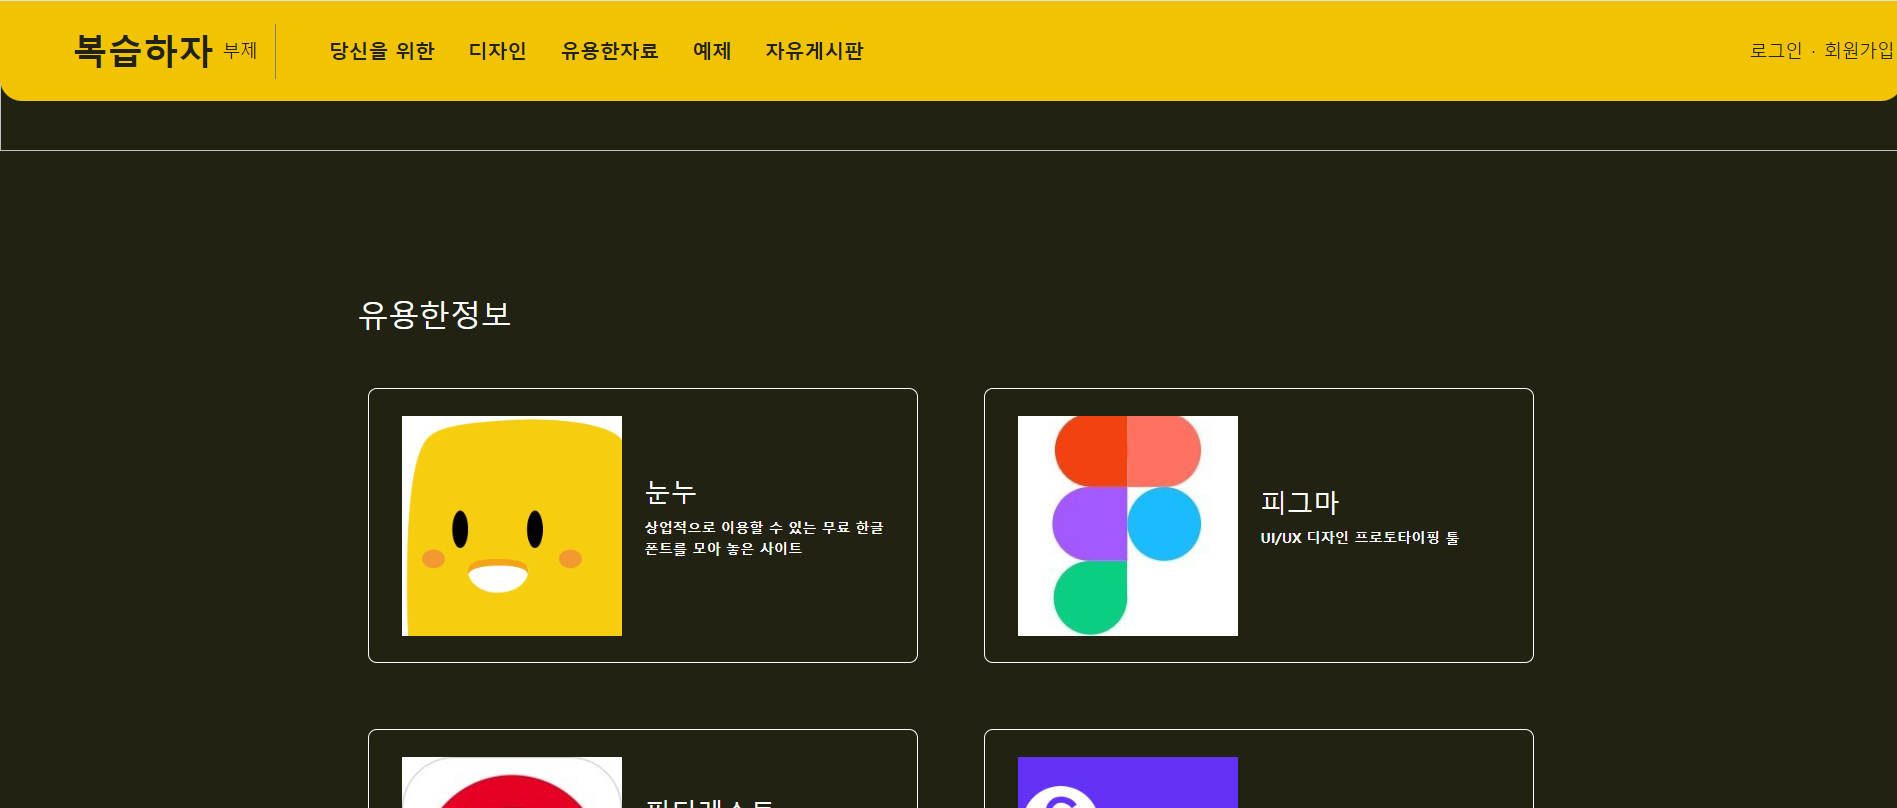 복습하자 부제 당신을 위한 디자인 유용한자료 예제 자유게시판 로그인 · 회원가입
유용한정보
눈누
상업적으로 이용할 수 있는 무료 한글
폰트를 모아 놓은 사이트
피그마
UI/UX 디자인 프로토타이핑 툴